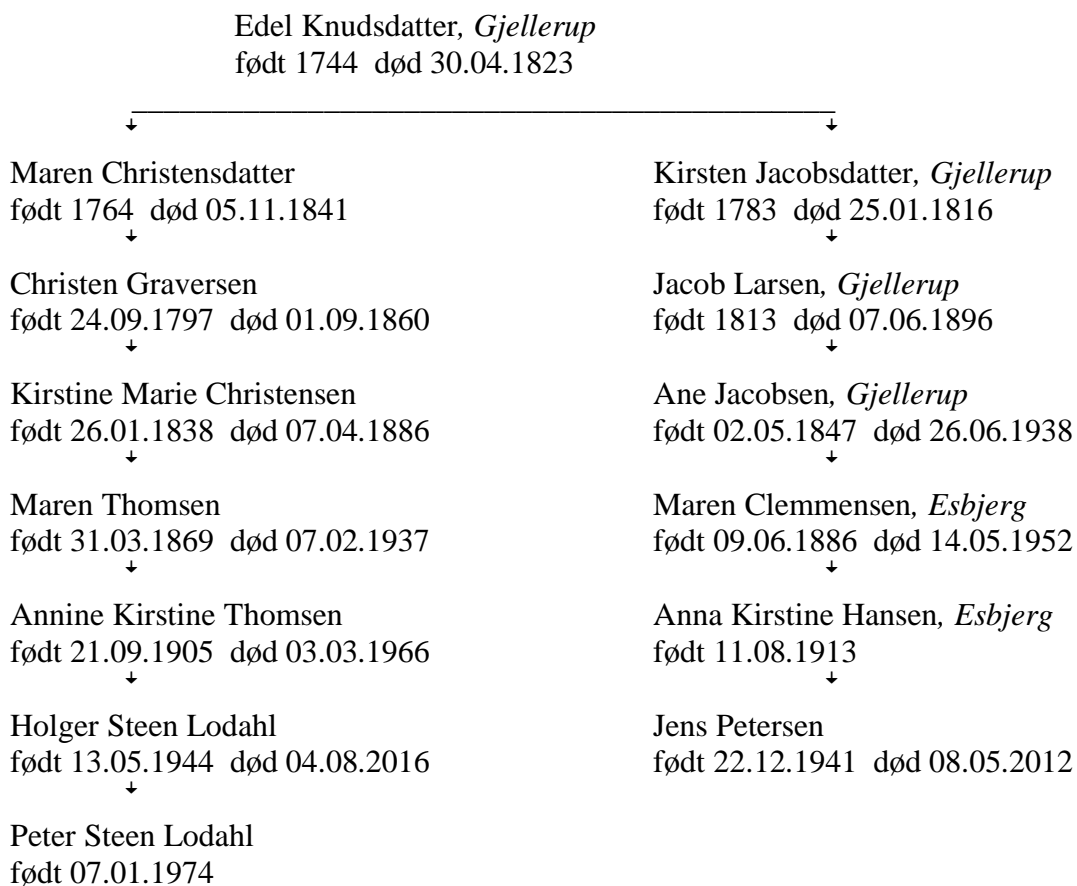 Edel Knudsdatter, Gjellerup
født 1744 død 30.04.1823
Maren Christensdatter
født 1764 død 05.11.1841
Christen Graversen
født 24.09.1797 død 01.09.1860
Kirstine Marie Christensen
født 26.01.1838 død 07.04.1886
Maren Thomsen
født 31.03.1869 død 07.02.1937
Annine Kirstine Thomsen
født 21.09.1905 død 03.03.1966
Holger Steen Lodahl
født 13.05.1944 død 04.08.2016
Peter Steen Lodahl
født 07.01.1974
Kirsten Jacobsdatter, Gjellerup
født 1783 død 25.01.1816
Jacob Larsen, Gjellerup
født 1813 død 07.06.1896
Ane Jacobsen, Gjellerup
født 02.05.1847 død 26.06.1938
Maren Clemmensen, Esbjerg
født 09.06.1886 død 14.05.1952
Anna Kirstine Hansen, Esbjerg
født 11.08.1913
Jens Petersen
født 22.12.1941 død 08.05.2012